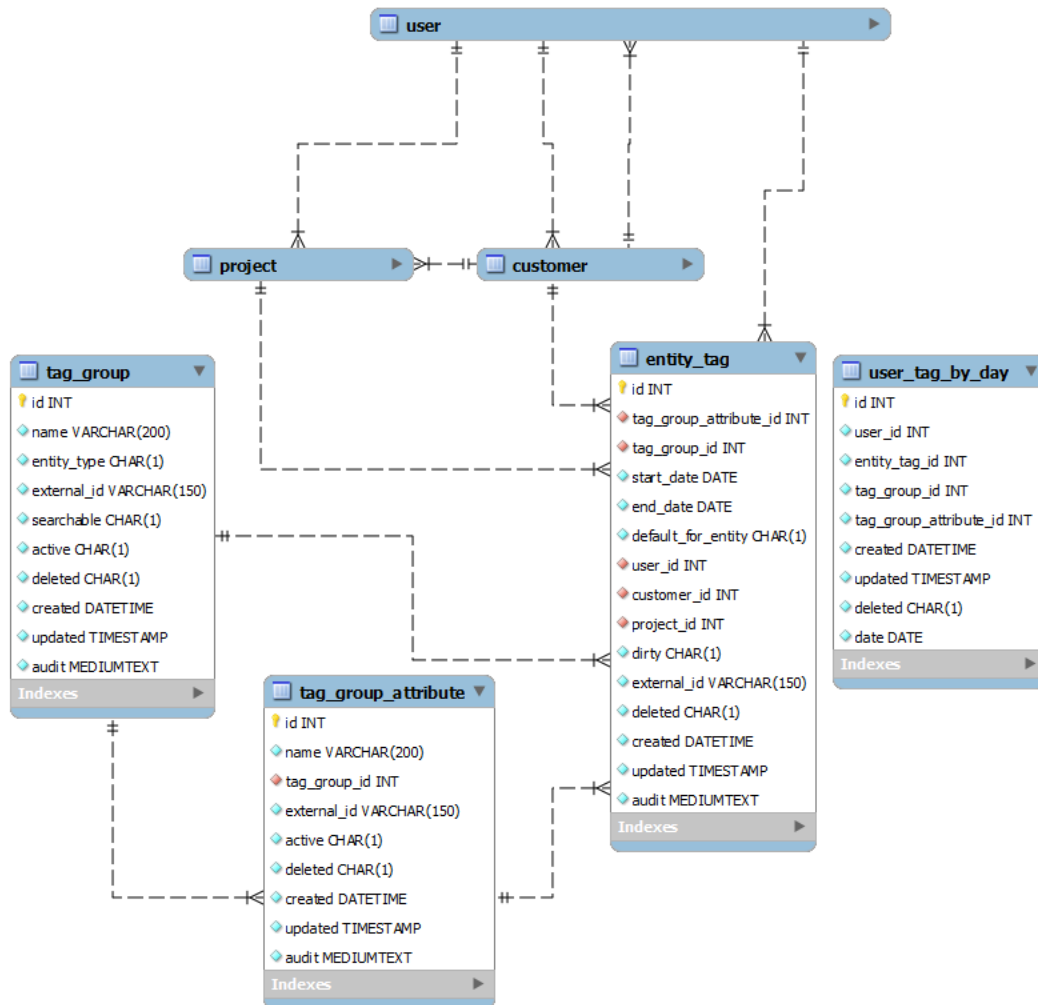 user
project
customer
tag_group
id INT
name VARCHAR(200)
entity_type CHAR(1)
external_id VARCHAR(150)
searchable CHAR(1)
active CHAR(1)
deleted CHAR(1)
created DATETIME
updated TIMESTAMP
audit MEDIUMTEXT
Indexes
tag_group_attribute
id INT
name VARCHAR(200)
tag_group_id INT
external_id VARCHAR(150)
active CHAR(1)
deleted CHAR(1)
created DATETIME
updated TIMESTAMP
audit MEDIUMTEXT
Indexes
entity_tag
id INT
tag_group_attribute_id INT
tag_group_id INT
start_date DATE
end_date DATE
default_for_entity CHAR(1)
user_id INT
customer_id INT
project_id INT
dirty CHAR(1)
external_id VARCHAR(150)
deleted CHAR(1)
created DATETIME
updated TIMESTAMP
audit MEDIUMTEXT
Indexes
user_tag_by_day
id INT
user_id INT
entity_tag_id INT
tag_group_id INT
tag_group_attribute_id INT
created DATETIME
updated TIMESTAMP
deleted CHAR(1)
date DATE
Indexes